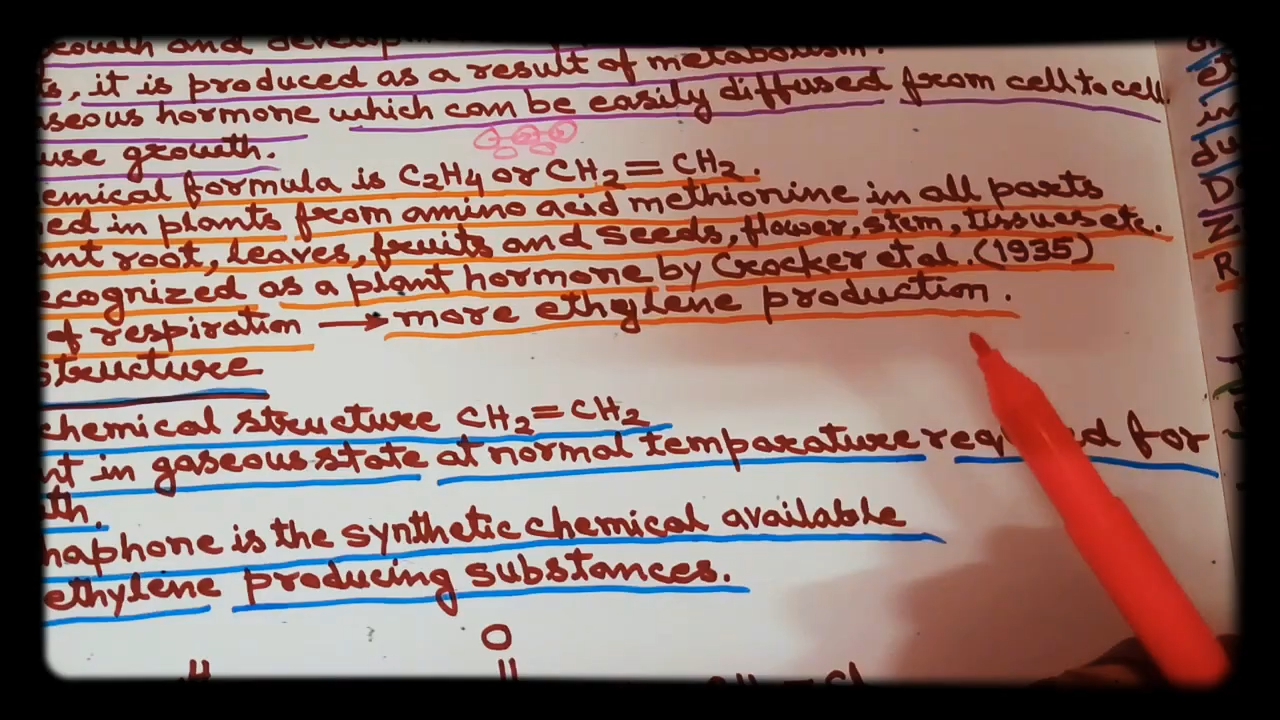 growth and developm
ts, it is produced as a result of metabolism.
seous hormone which can be easily diffused from cell to cell.
use growth.
emical formula is C₂H₄ or CH₂=CH₂.
ed in plants from amino acid methionine in all parts
ant root, leaves, fruits and seeds, flower, stem, tissues etc.
ecognized as a plant hormone by Crocker et al. (1935)
of respiration → more ethylene production.
structure
chemical structure CH₂=CH₂
nt in gaseous state at normal temparature req d for
th.
haphone is the synthetic chemical available
ethylene producing substances.
O
H